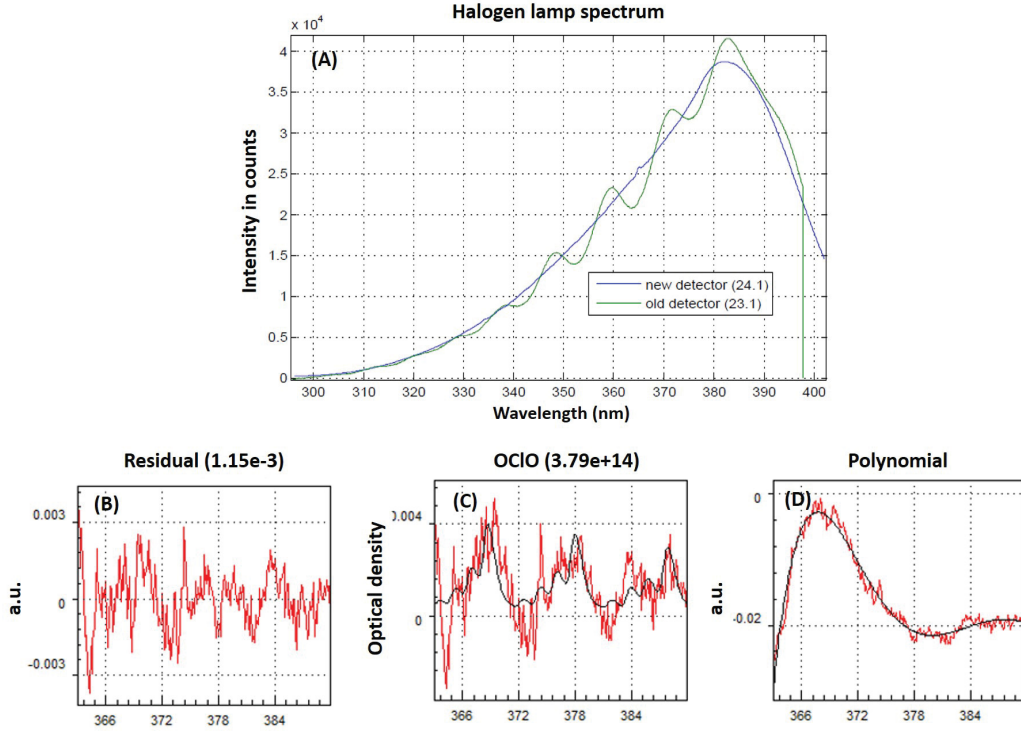 Halogen lamp spectrum
x 10⁴
(A)
4
3.5
3
2.5
2
1.5
1
0.5
0
Intensity in counts
new detector (24.1)
old detector (23.1)
300 310 320 330 340 350 360 370 380 390 400
Wavelength (nm)
Residual (1.15e-3)
(B)
0.003
0
-0.003
a.u.
366 372 378 384
OClO (3.79e+14)
(C)
3.004
0
Optical density
366 372 378 384
Polynomial
(D)
0
-0.02
a.u.
366 372 378 384